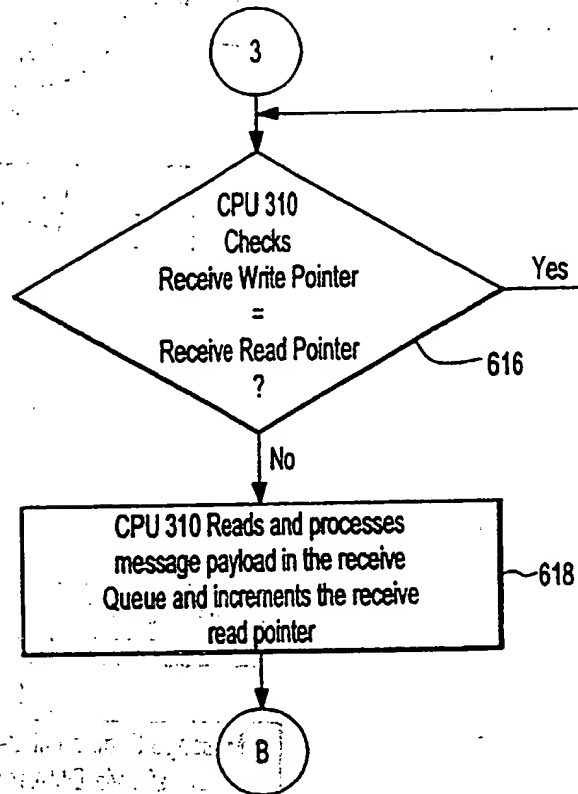 3
CPU 310
Checks
Receive Write Pointer
=
Receive Read Pointer
?
Yes
616
No
CPU 310 Reads and processes
message payload in the receive
Queue and increments the receive
read pointer
618
B